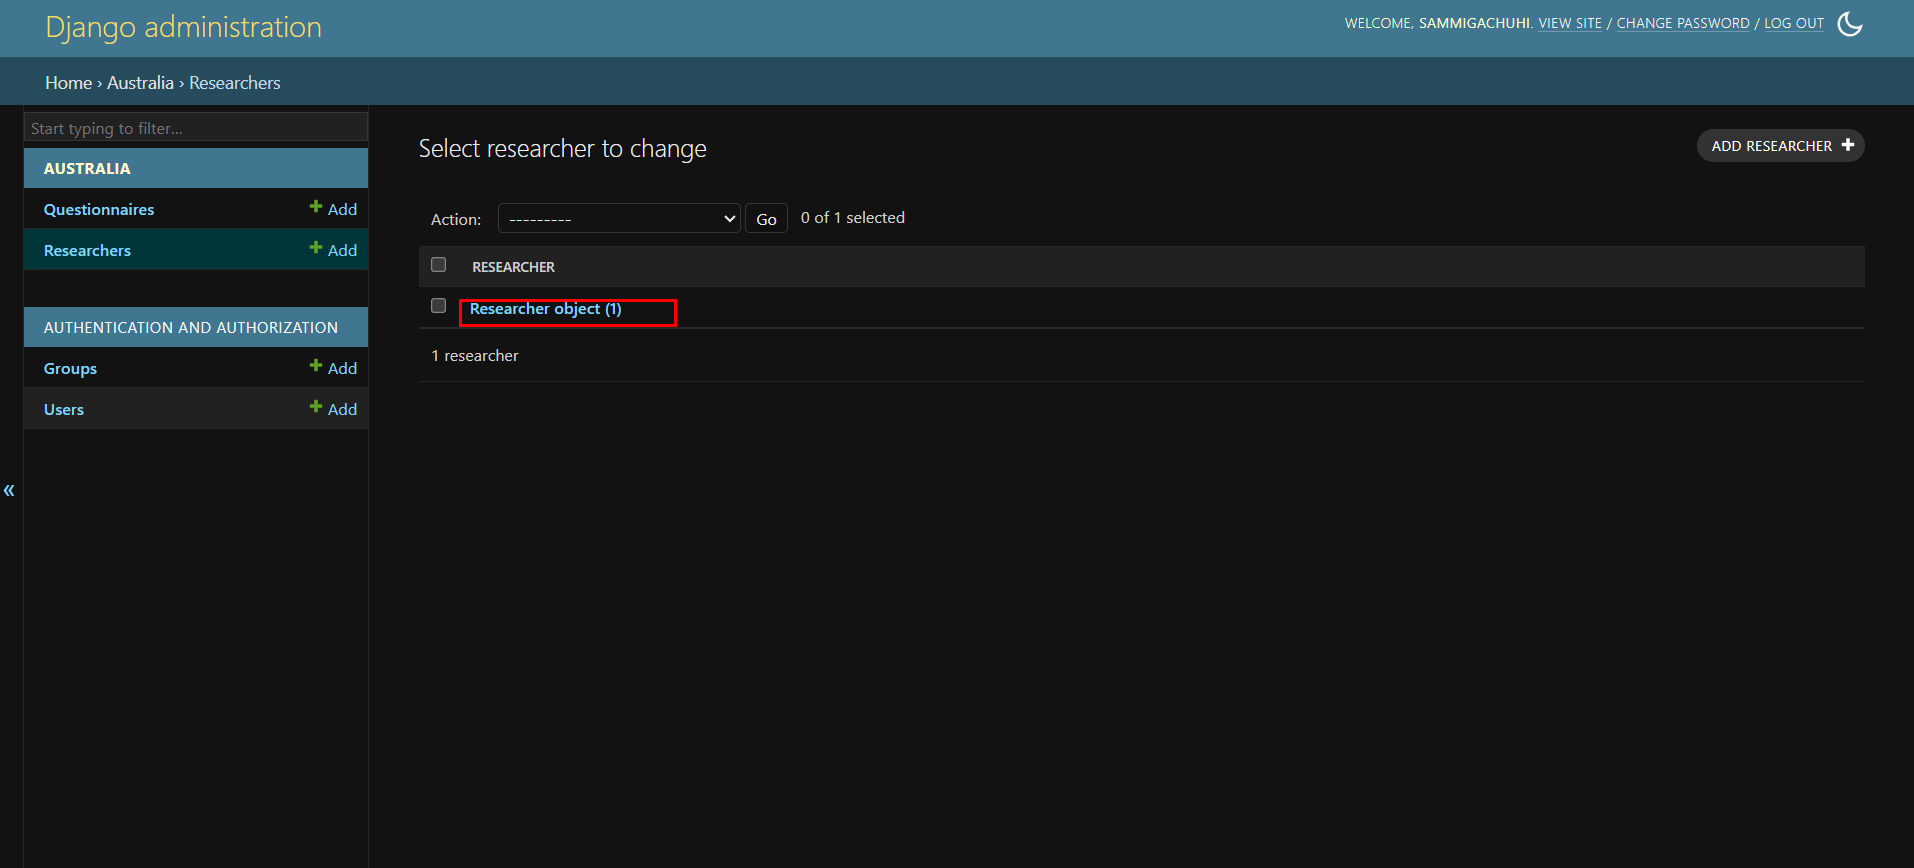 Django administration
WELCOME, SAMMIGACHUHI. VIEW SITE / CHANGE PASSWORD / LOG OUT
Home › Australia › Researchers
Start typing to filter...
AUSTRALIA
Questionnaires + Add
Researchers + Add
AUTHENTICATION AND AUTHORIZATION
Groups + Add
Users + Add
«
Select researcher to change
ADD RESEARCHER +
Action: --------- Go 0 of 1 selected
RESEARCHER
Researcher object (1)
1 researcher